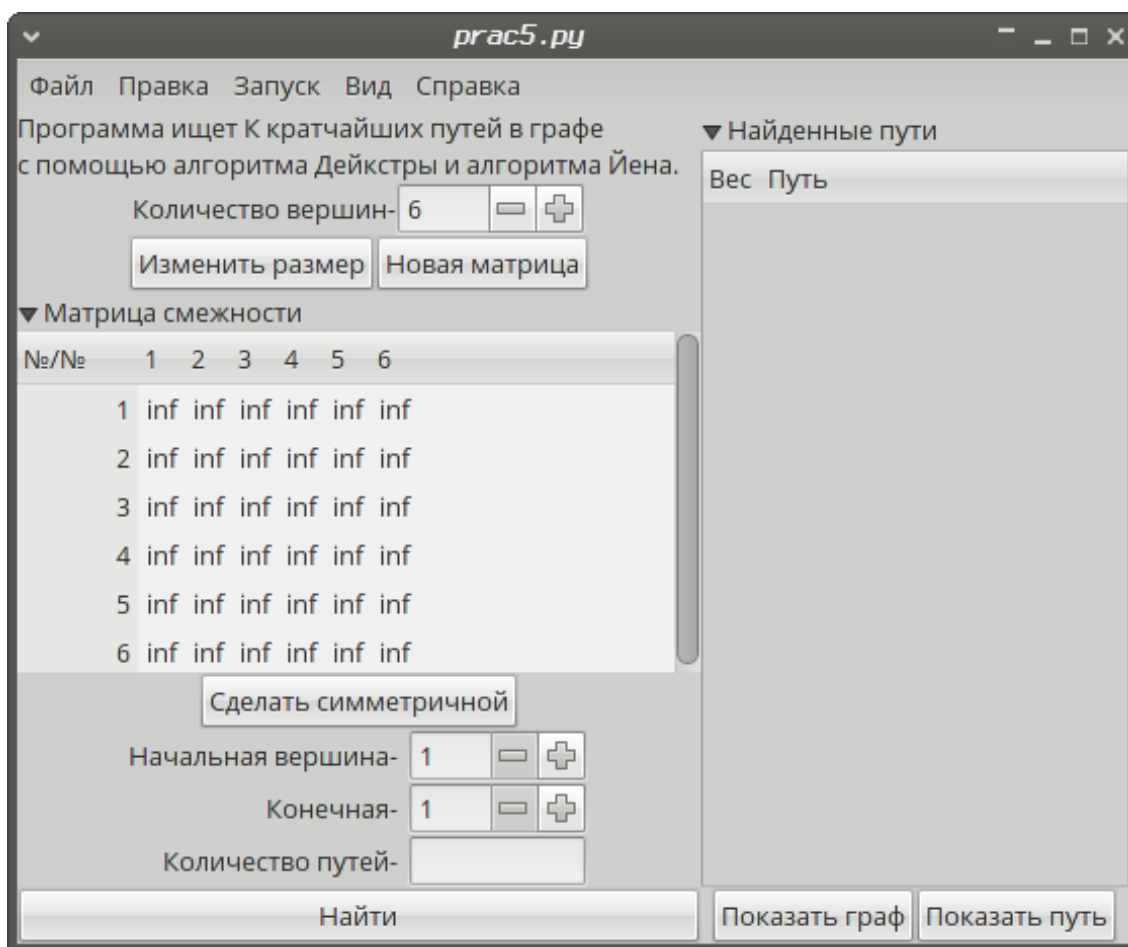 prac5.py
Файл Правка Запуск Вид Справка
Программа ищет К кратчайших путей в графе
с помощью алгоритма Дейкстры и алгоритма Йена.
Количество вершин- 6
Изменить размер Новая матрица
Матрица смежности
№/№ 1 2 3 4 5 6
1 inf inf inf inf inf inf
2 inf inf inf inf inf inf
3 inf inf inf inf inf inf
4 inf inf inf inf inf inf
5 inf inf inf inf inf inf
6 inf inf inf inf inf inf
Сделать симметричной
Начальная вершина- 1
Конечная- 1
Количество путей-
Найти
Найденные пути
Вес Путь
Показать граф Показать путь